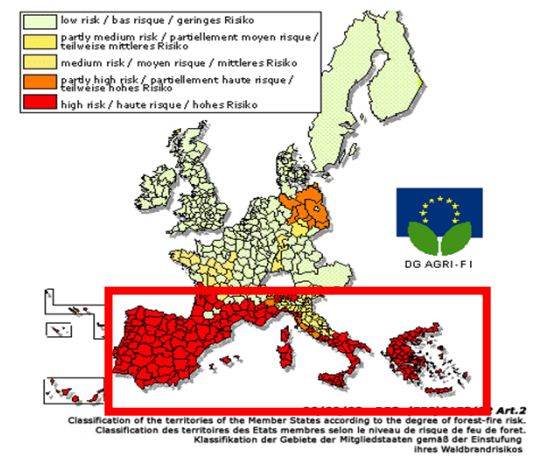 low risk / bas risque / geringes Risiko
partly medium risk / partiellement moyen risque /
teilweise mittleres Risiko
medium risk / moyen risque / mittleres Risiko
partly high risk / partiellement haute risque /
teilweise hohes Risiko
high risk / haute risque / hohes Risiko
DG AGRI-FI
Art.2
Classification of the territories of the Member States according to the degree of forest-fire risk.
Classification des territoires des Etats membres selon le niveau de risque de feu de foret.
Klassifikation der Gebiete der Mitgliedstaaten gemäß der Einstufung
ihres Waldbrandrisikos